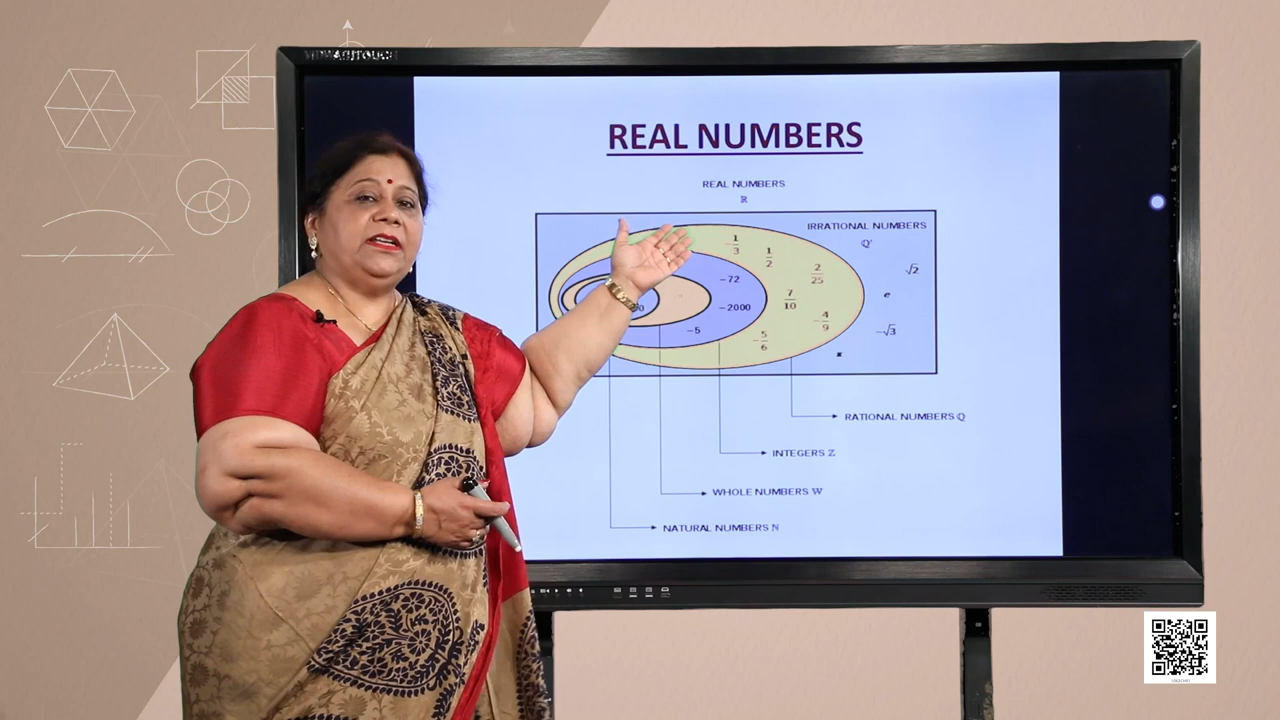 REAL NUMBERS
REAL NUMBERS
ℝ
IRRATIONAL NUMBERS
ℚ'
-1/3
1/2
2/25
√2
-72
7/10
e
-2000
-4/9
-√3
-5
-5/6
π
RATIONAL NUMBERS ℚ
INTEGERS ℤ
WHOLE NUMBERS 𝕎
NATURAL NUMBERS ℕ